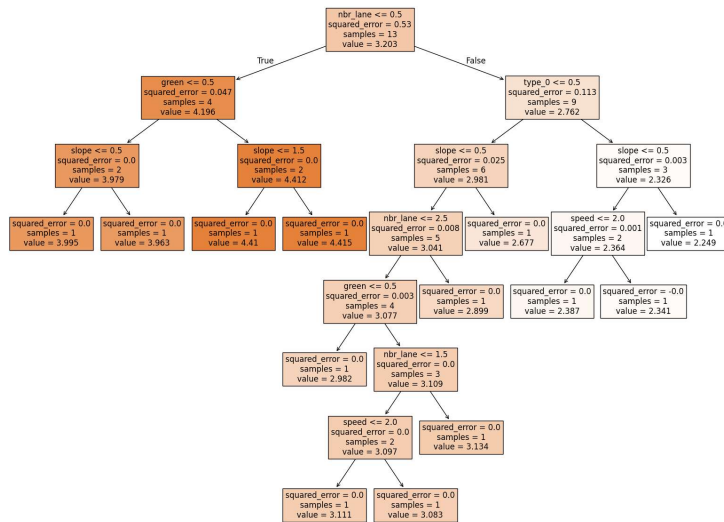 nbr_lane <= 0.5
squared_error = 0.53
samples = 13
value = 3.203
True
False
green <= 0.5
squared_error = 0.047
samples = 4
value = 4.196
type_0 <= 0.5
squared_error = 0.113
samples = 9
value = 2.762
slope <= 0.5
squared_error = 0.0
samples = 2
value = 3.979
slope <= 1.5
squared_error = 0.0
samples = 2
value = 4.412
slope <= 0.5
squared_error = 0.025
samples = 6
value = 2.981
slope <= 0.5
squared_error = 0.003
samples = 3
value = 2.326
squared_error = 0.0
samples = 1
value = 3.995
squared_error = 0.0
samples = 1
value = 3.963
squared_error = 0.0
samples = 1
value = 4.41
squared_error = 0.0
samples = 1
value = 4.415
nbr_lane <= 2.5
squared_error = 0.008
samples = 5
value = 3.041
squared_error = 0.0
samples = 1
value = 2.677
speed <= 2.0
squared_error = 0.001
samples = 2
value = 2.364
squared_error = 0.0
samples = 1
value = 2.249
green <= 0.5
squared_error = 0.003
samples = 4
value = 3.077
squared_error = 0.0
samples = 1
value = 2.899
squared_error = 0.0
samples = 1
value = 2.387
squared_error = -0.0
samples = 1
value = 2.341
squared_error = 0.0
samples = 1
value = 2.982
nbr_lane <= 1.5
squared_error = 0.0
samples = 3
value = 3.109
speed <= 2.0
squared_error = 0.0
samples = 2
value = 3.097
squared_error = 0.0
samples = 1
value = 3.134
squared_error = 0.0
samples = 1
value = 3.111
squared_error = 0.0
samples = 1
value = 3.083